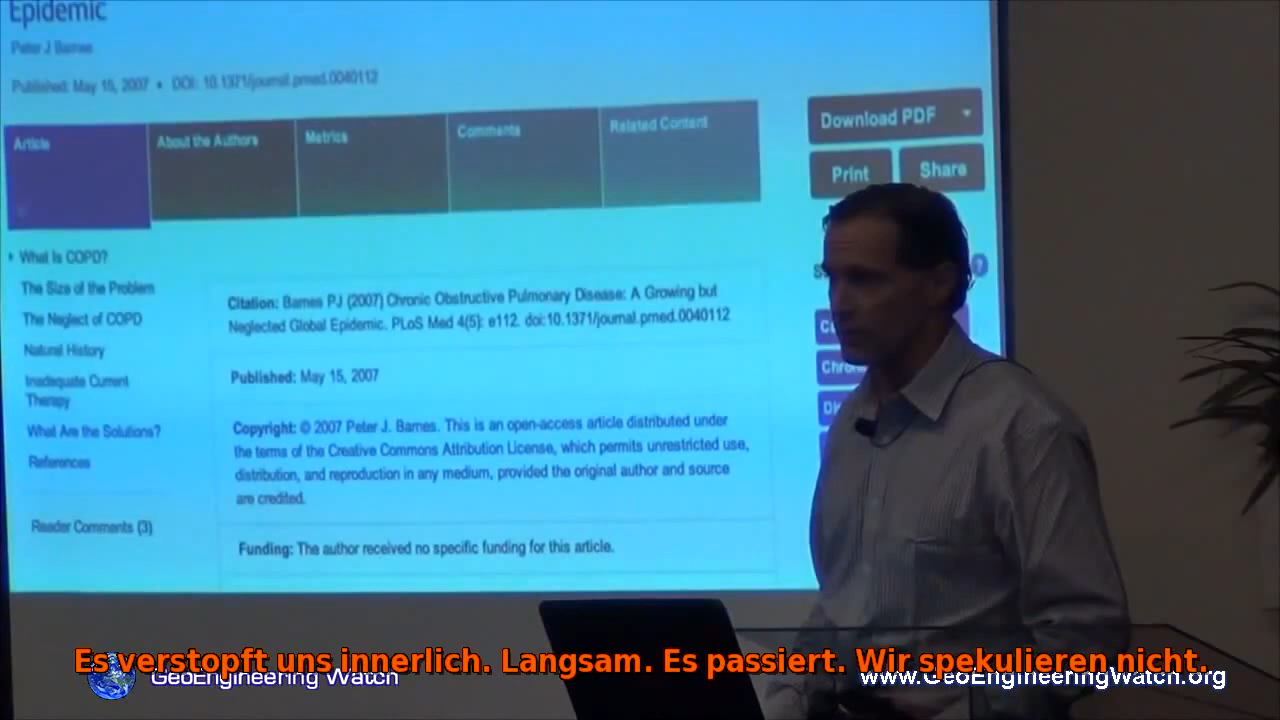 Epidemic
Peter J Barnes
Published: May 15, 2007 • DOI: 10.1371/journal.pmed.0040112
Article
About the Authors
Metrics
Comments
Related Content
Download PDF
Print
Share
What Is COPD?
The Size of the Problem
The Neglect of COPD
Natural History
Inadequate Current
Therapy
What Are the Solutions?
References
Reader Comments (3)
Citation: Barnes PJ (2007) Chronic Obstructive Pulmonary Disease: A Growing but
Neglected Global Epidemic. PLoS Med 4(5): e112. doi:10.1371/journal.pmed.0040112
Published: May 15, 2007
Copyright: © 2007 Peter J. Barnes. This is an open-access article distributed under
the terms of the Creative Commons Attribution License, which permits unrestricted use,
distribution, and reproduction in any medium, provided the original author and source
are credited.
Funding: The author received no specific funding for this article.
Es verstopft uns innerlich. Langsam. Es passiert. Wir spekulieren nicht.
GeoEngineering Watch
www.GeoEngineeringWatch.org